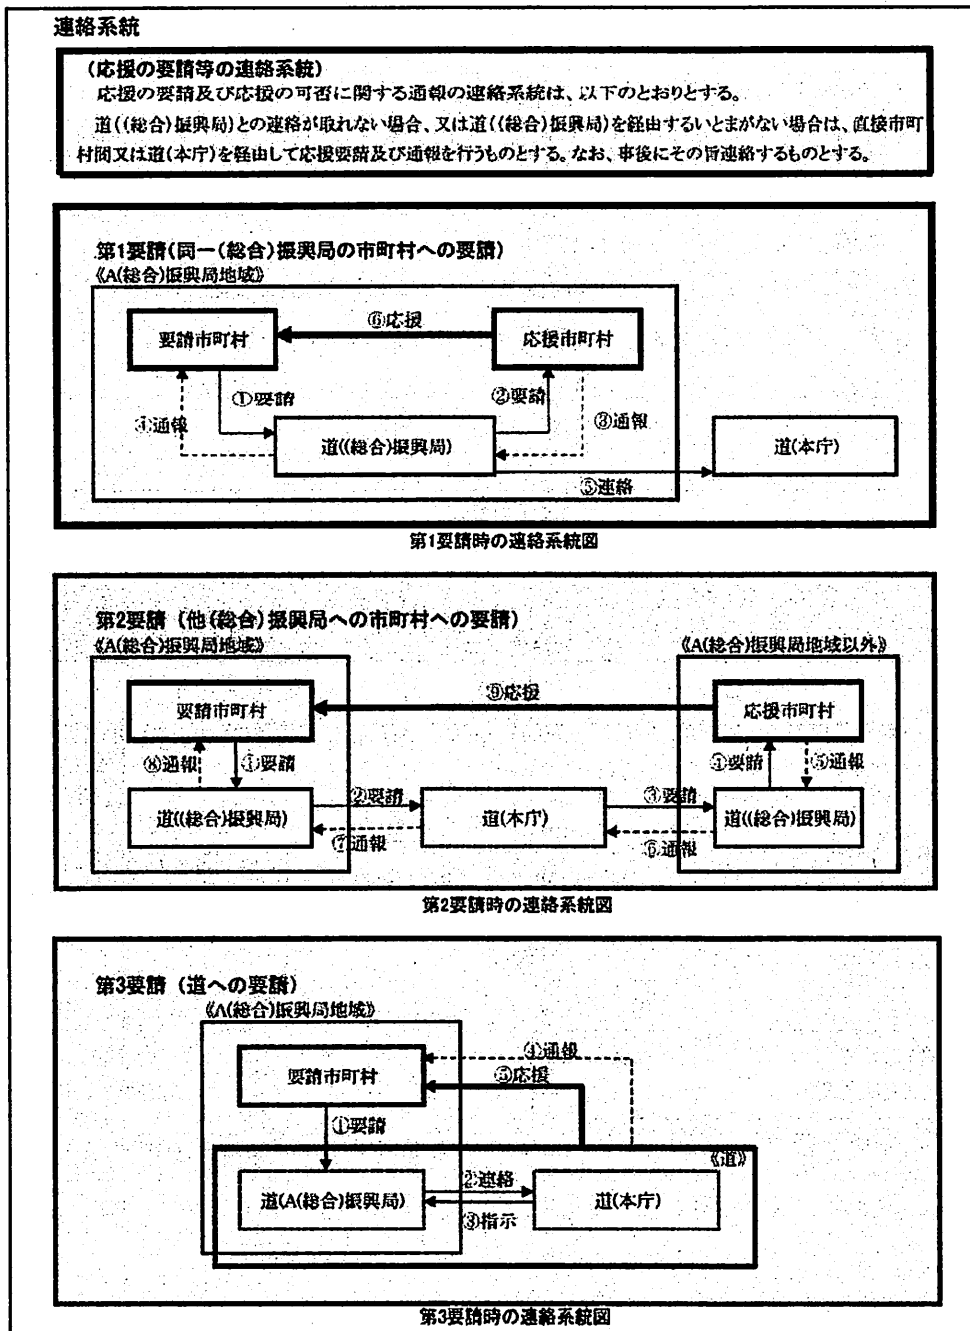 連絡系統
(応援の要請等の連絡系統)
応援の要請及び応援の可否に関する通報の連絡系統は、以下のとおりとする。
道((総合)振興局)との連絡が取れない場合、又は道((総合)振興局)を経由するいとまがない場合は、直接市町
村間又は道(本庁)を経由して応援要請及び通報を行うものとする。なお、事後にその旨連絡するものとする。
第1要請(同一(総合)振興局の市町村への要請)
《A(総合)振興局地域》
⑥応援
要請市町村
応援市町村
①要請
②要請
④通報
③通報
道((総合)振興局)
道(本庁)
⑤連絡
第1要請時の連絡系統図
第2要請(他(総合)振興局への市町村への要請)
《A(総合)振興局地域》
《A(総合)振興局地域以外》
⑨応援
要請市町村
応援市町村
⑧通報
①要請
④要請
⑤通報
②要請
③要請
道((総合)振興局)
道(本庁)
道((総合)振興局)
⑦通報
⑥通報
第2要請時の連絡系統図
第3要請(道への要請)
《A(総合)振興局地域》
④通報
⑤応援
要請市町村
①要請
《道》
②連絡
道(A(総合)振興局)
道(本庁)
③指示
第3要請時の連絡系統図